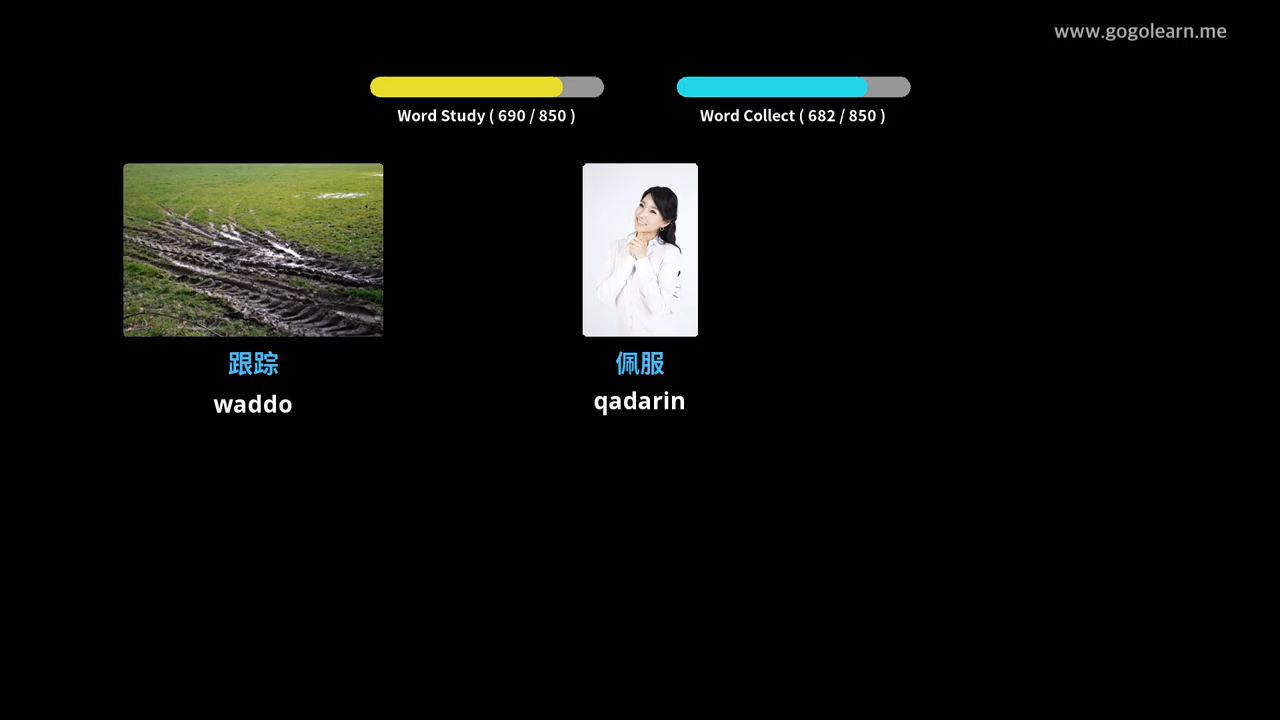 www.gogolearn.me
Word Study ( 690 / 850 )
Word Collect ( 682 / 850 )
跟踪
waddo
佩服
qadarin